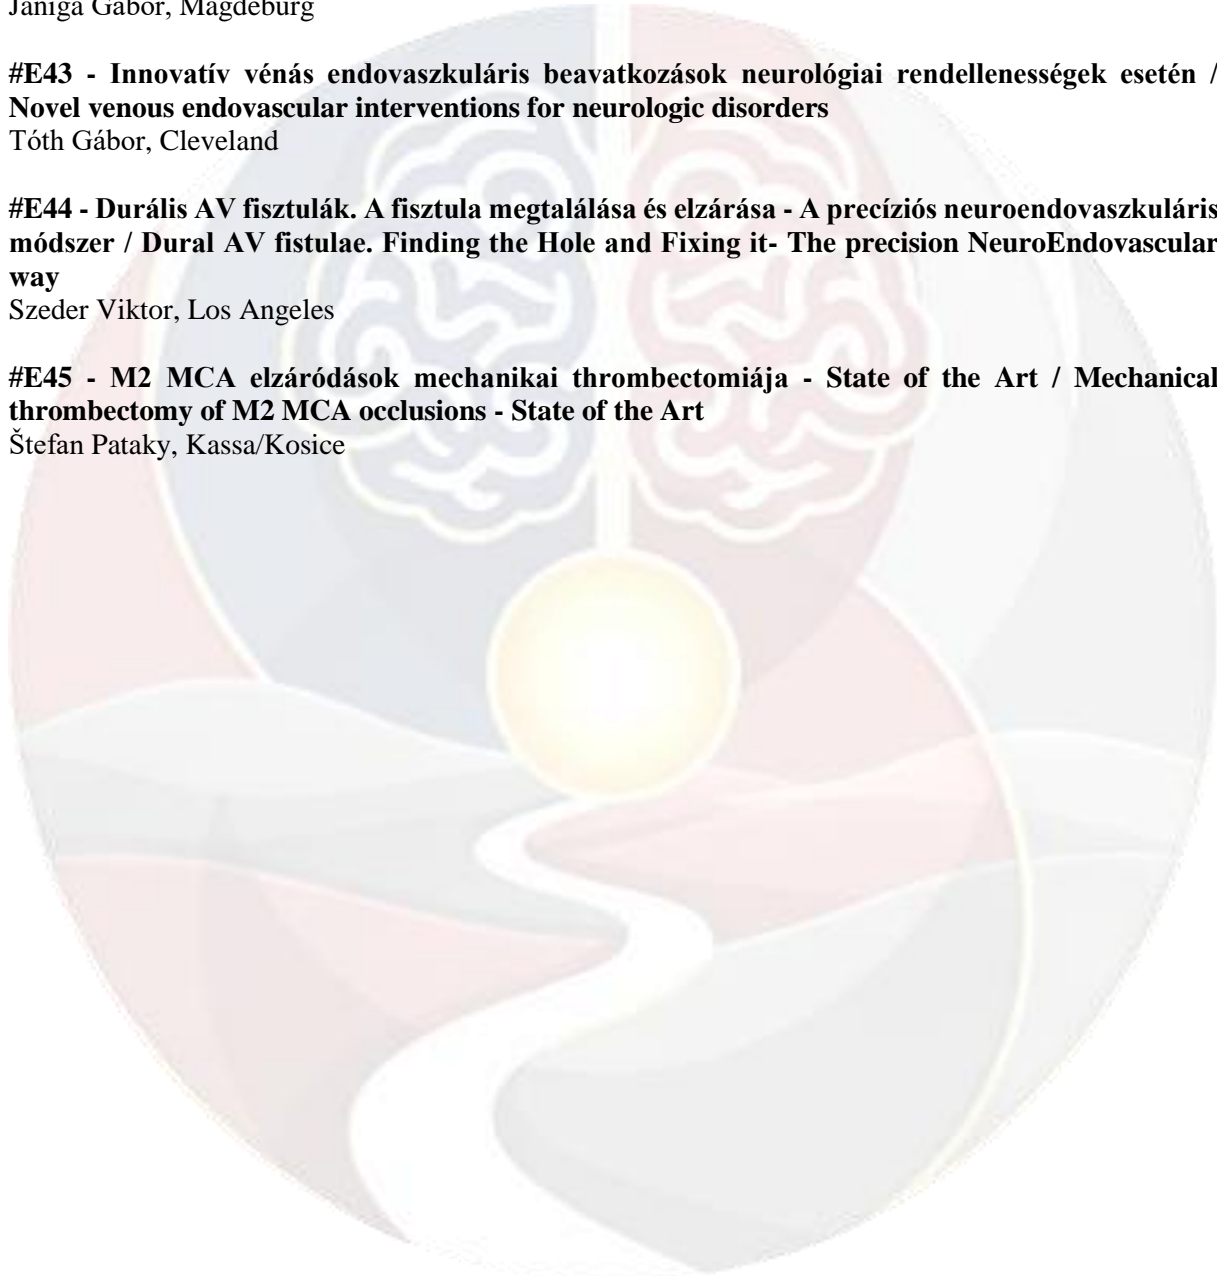 Janiga Gábor, Magdeburg
#E43 - Innovatív vénás endovaszkuláris beavatkozások neurológiai rendellenességek esetén /
Novel venous endovascular interventions for neurologic disorders
Tóth Gábor, Cleveland
#E44 - Durális AV fisztulák. A fisztula megtalálása és elzárása - A precíziós neuroendovaszkuláris
módszer / Dural AV fistulae. Finding the Hole and Fixing it- The precision NeuroEndovascular
way
Szeder Viktor, Los Angeles
#E45 - M2 MCA elzáródások mechanikai thrombectomiája - State of the Art / Mechanical
thrombectomy of M2 MCA occlusions - State of the Art
Štefan Pataky, Kassa/Kosice